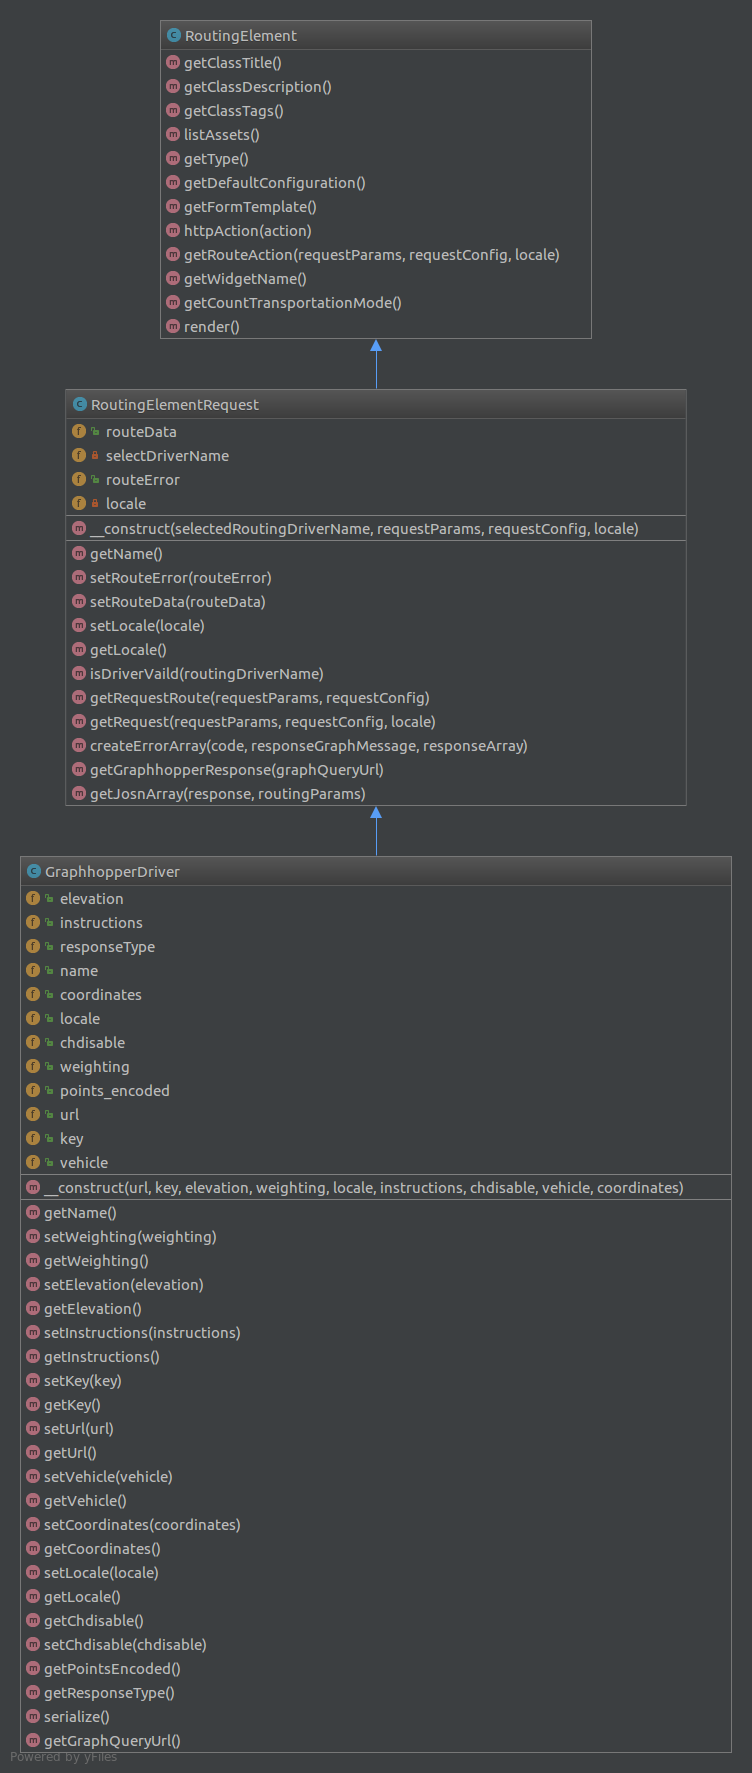 RoutingElement
getClassTitle()
getClassDescription()
getClassTags()
listAssets()
getType()
getDefaultConfiguration()
getFormTemplate()
httpAction(action)
getRouteAction(requestParams, requestConfig, locale)
getWidgetName()
getCountTransportationMode()
render()
RoutingElementRequest
routeData
selectDriverName
routeError
locale
__construct(selectedRoutingDriverName, requestParams, requestConfig, locale)
getName()
setRouteError(routeError)
setRouteData(routeData)
setLocale(locale)
getLocale()
isDriverVaild(routingDriverName)
getRequestRoute(requestParams, requestConfig)
getRequest(requestParams, requestConfig, locale)
createErrorArray(code, responseGraphMessage, responseArray)
getGraphhopperResponse(graphQueryUrl)
getJosnArray(response, routingParams)
GraphhopperDriver
elevation
instructions
responseType
name
coordinates
locale
chdisable
weighting
points_encoded
url
key
vehicle
__construct(url, key, elevation, weighting, locale, instructions, chdisable, vehicle, coordinates)
getName()
setWeighting(weighting)
getWeighting()
setElevation(elevation)
getElevation()
setInstructions(instructions)
getInstructions()
setKey(key)
getKey()
setUrl(url)
getUrl()
setVehicle(vehicle)
getVehicle()
setCoordinates(coordinates)
getCoordinates()
setLocale(locale)
getLocale()
getChdisable()
setChdisable(chdisable)
getPointsEncoded()
getResponseType()
serialize()
getGraphQueryUrl()
Powered by yFiles